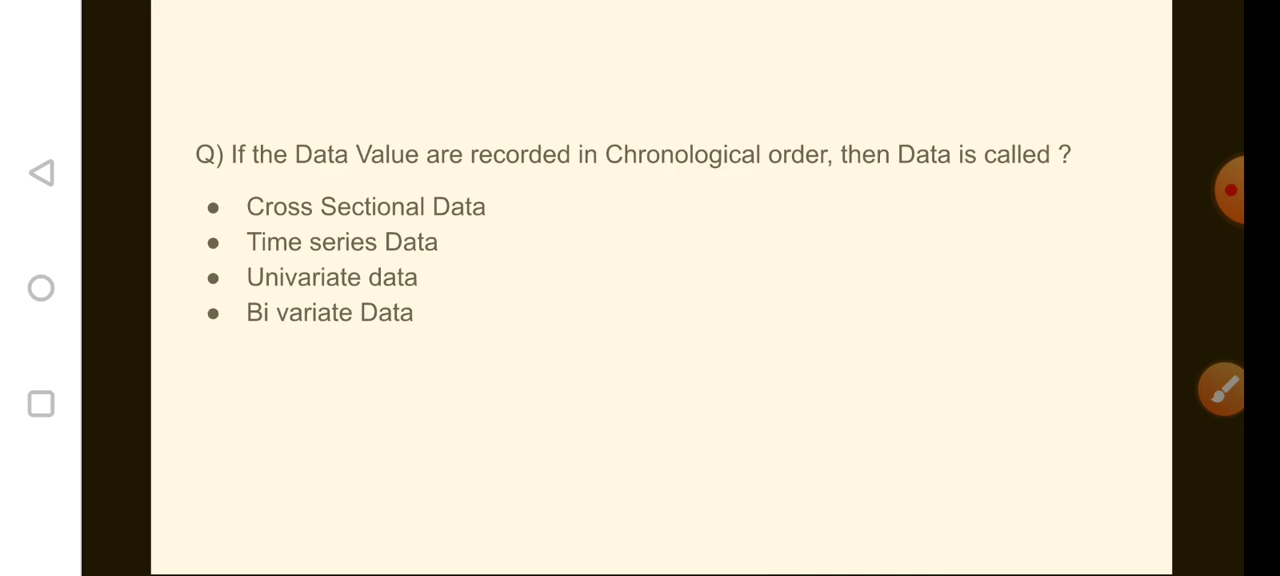 Q) If the Data Value are recorded in Chronological order, then Data is called ?
● Cross Sectional Data
● Time series Data
● Univariate data
● Bi variate Data